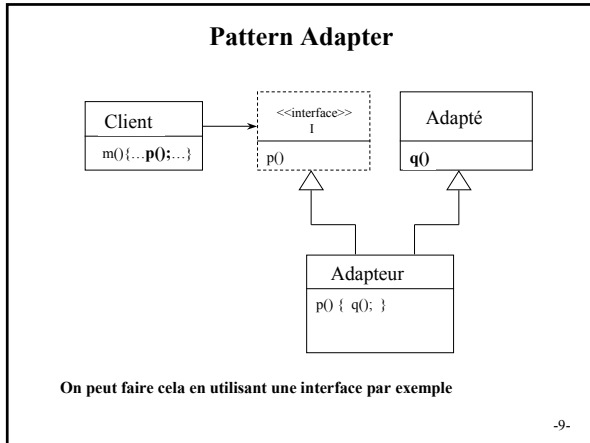 Pattern Adapter
Client
m(){…p();…}
<<interface>>
I
p()
Adapté
q()
Adapteur
p() { q(); }
On peut faire cela en utilisant une interface par exemple
-9-